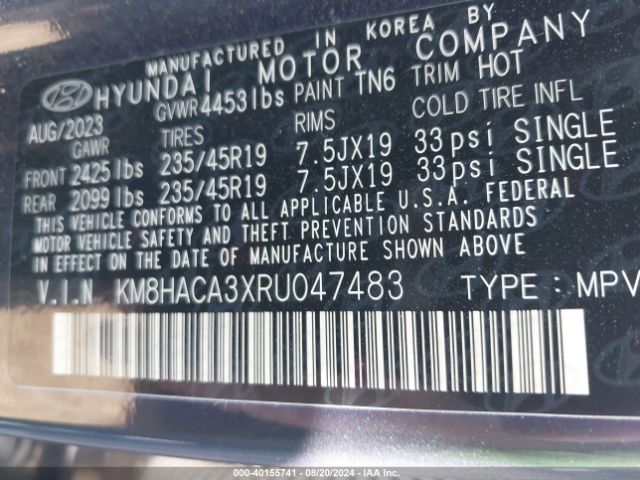 MANUFACTURED IN KOREA BY
HYUNDAI MOTOR COMPANY
AUG/2023 GVWR 4453 lbs PAINT TN6 TRIM HOT
GAWR TIRES RIMS COLD TIRE INFL
FRONT 2425 lbs 235/45R19 7.5JX19 33 psi SINGLE
REAR 2099 lbs 235/45R19 7.5JX19 33 psi SINGLE
THIS VEHICLE CONFORMS TO ALL APPLICABLE U.S.A. FEDERAL
MOTOR VEHICLE SAFETY AND THEFT PREVENTION STANDARDS
IN EFFECT ON THE DATE OF MANUFACTURE SHOWN ABOVE
V.I.N KM8HACA3XRU047483 TYPE : MPV
000-40155741 / 08/20/2024 / IAA Inc.